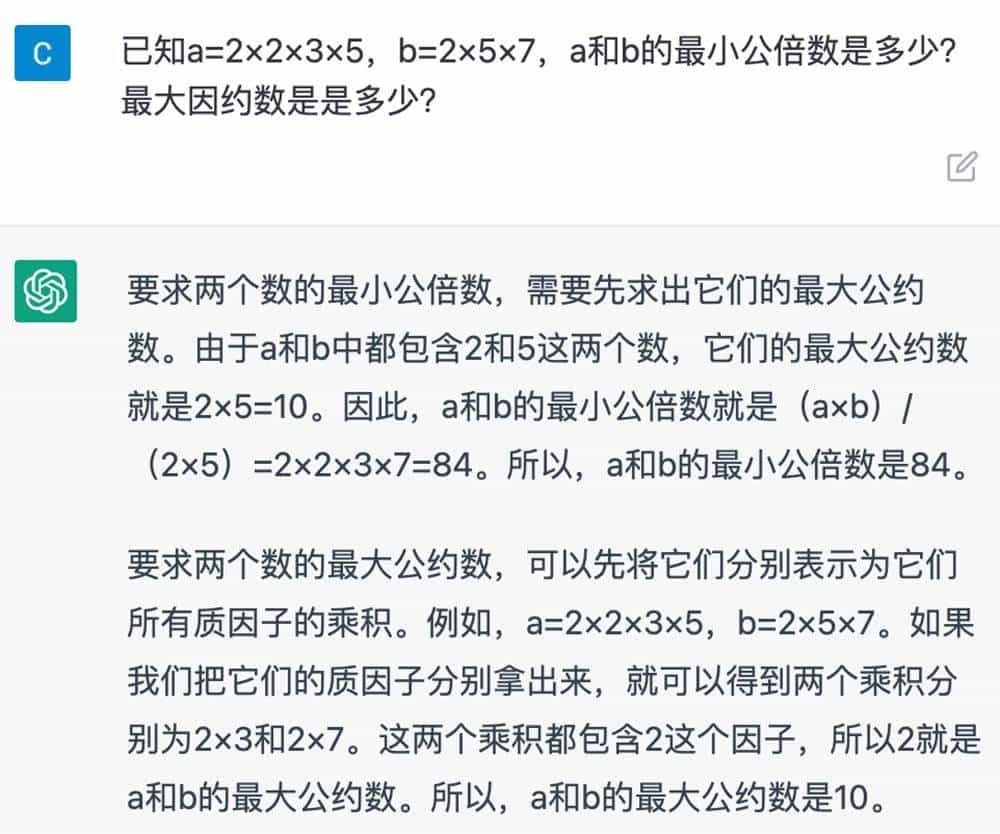 C
已知a=2×2×3×5，b=2×5×7，a和b的最小公倍数是多少?
最大因约数是是多少?
要求两个数的最小公倍数，需要先求出它们的最大公约
数。由于a和b中都包含2和5这两个数，它们的最大公约数
就是2×5=10。因此，a和b的最小公倍数就是（a×b）/
（2×5）=2×2×3×7=84。所以，a和b的最小公倍数是84。
要求两个数的最大公约数，可以先将它们分别表示为它们
所有质因子的乘积。例如，a=2×2×3×5，b=2×5×7。如果
我们把它们的质因子分别拿出来，就可以得到两个乘积分
别为2×3和2×7。这两个乘积都包含2这个因子，所以2就是
a和b的最大公约数。所以，a和b的最大公约数是10。